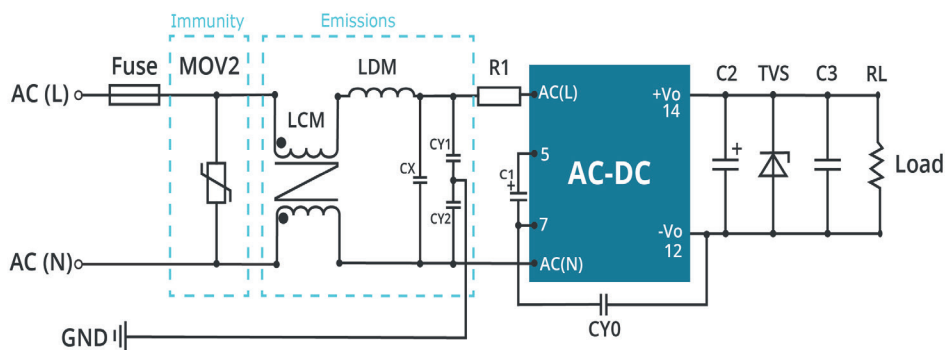 Immunity
Emissions
Fuse
MOV2
LDM
R1
C2
TVS
C3
RL
AC (L)
AC(L)
+Vo
14
LCM
CY1
5
CX
C1
+
+
AC-DC
Load
CY2
7
-Vo
12
AC (N)
AC(N)
GND
CY0